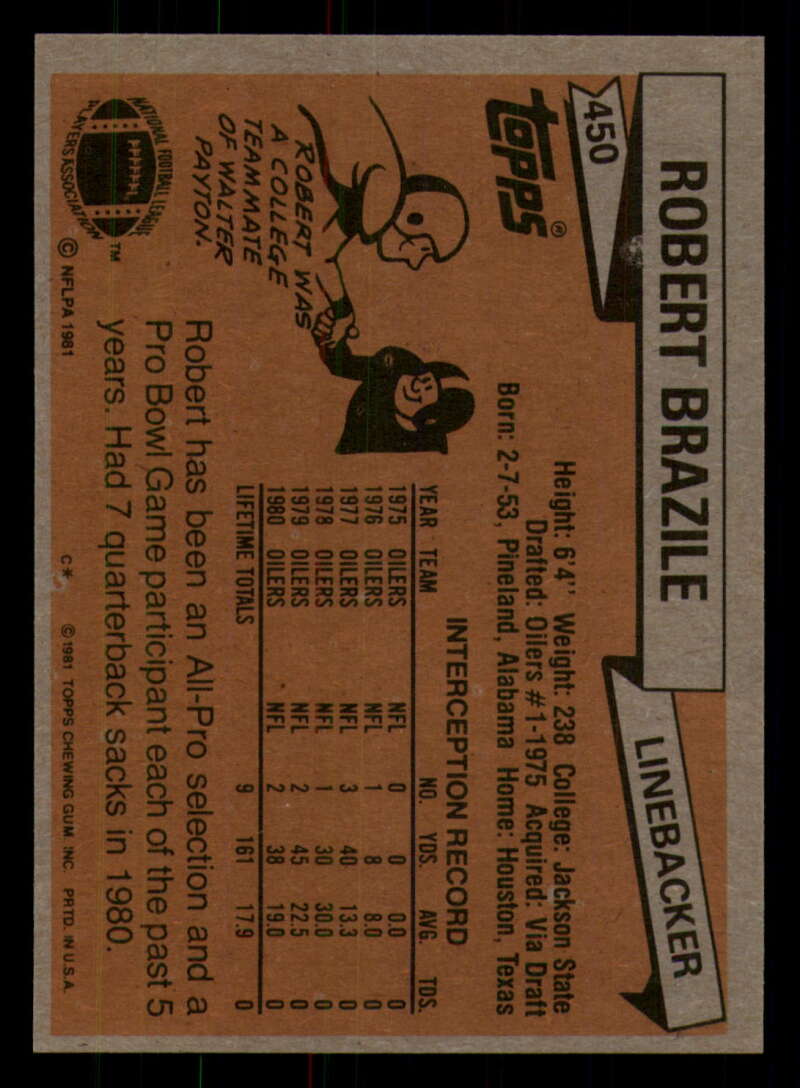 450
ROBERT BRAZILE
LINEBACKER
TOPPS®
Height: 6'4" Weight: 238 College: Jackson State
Drafted: Oilers #1-1975 Acquired: Via Draft
Born: 2-7-53, Pineland, Alabama Home: Houston, Texas
ROBERT WAS
A COLLEGE
TEAMMATE
OF WALTER
PAYTON.
INTERCEPTION RECORD
YEAR TEAM NO. YDS. AVG. TDS.
1975 OILERS NFL 0 0 0.0 0
1976 OILERS NFL 1 8 8.0 0
1977 OILERS NFL 3 40 13.3 0
1978 OILERS NFL 1 30 30.0 0
1979 OILERS NFL 2 45 22.5 0
1980 OILERS NFL 2 38 19.0 0
LIFETIME TOTALS 9 161 17.9 0
Robert has been an All-Pro selection and a
Pro Bowl Game participant each of the past 5
years. Had 7 quarterback sacks in 1980.
NATIONAL FOOTBALL LEAGUE
PLAYERS ASSOCIATION
TM
© NFLPA 1981
C* © 1981 TOPPS CHEWING GUM INC. PRTD. IN U.S.A.